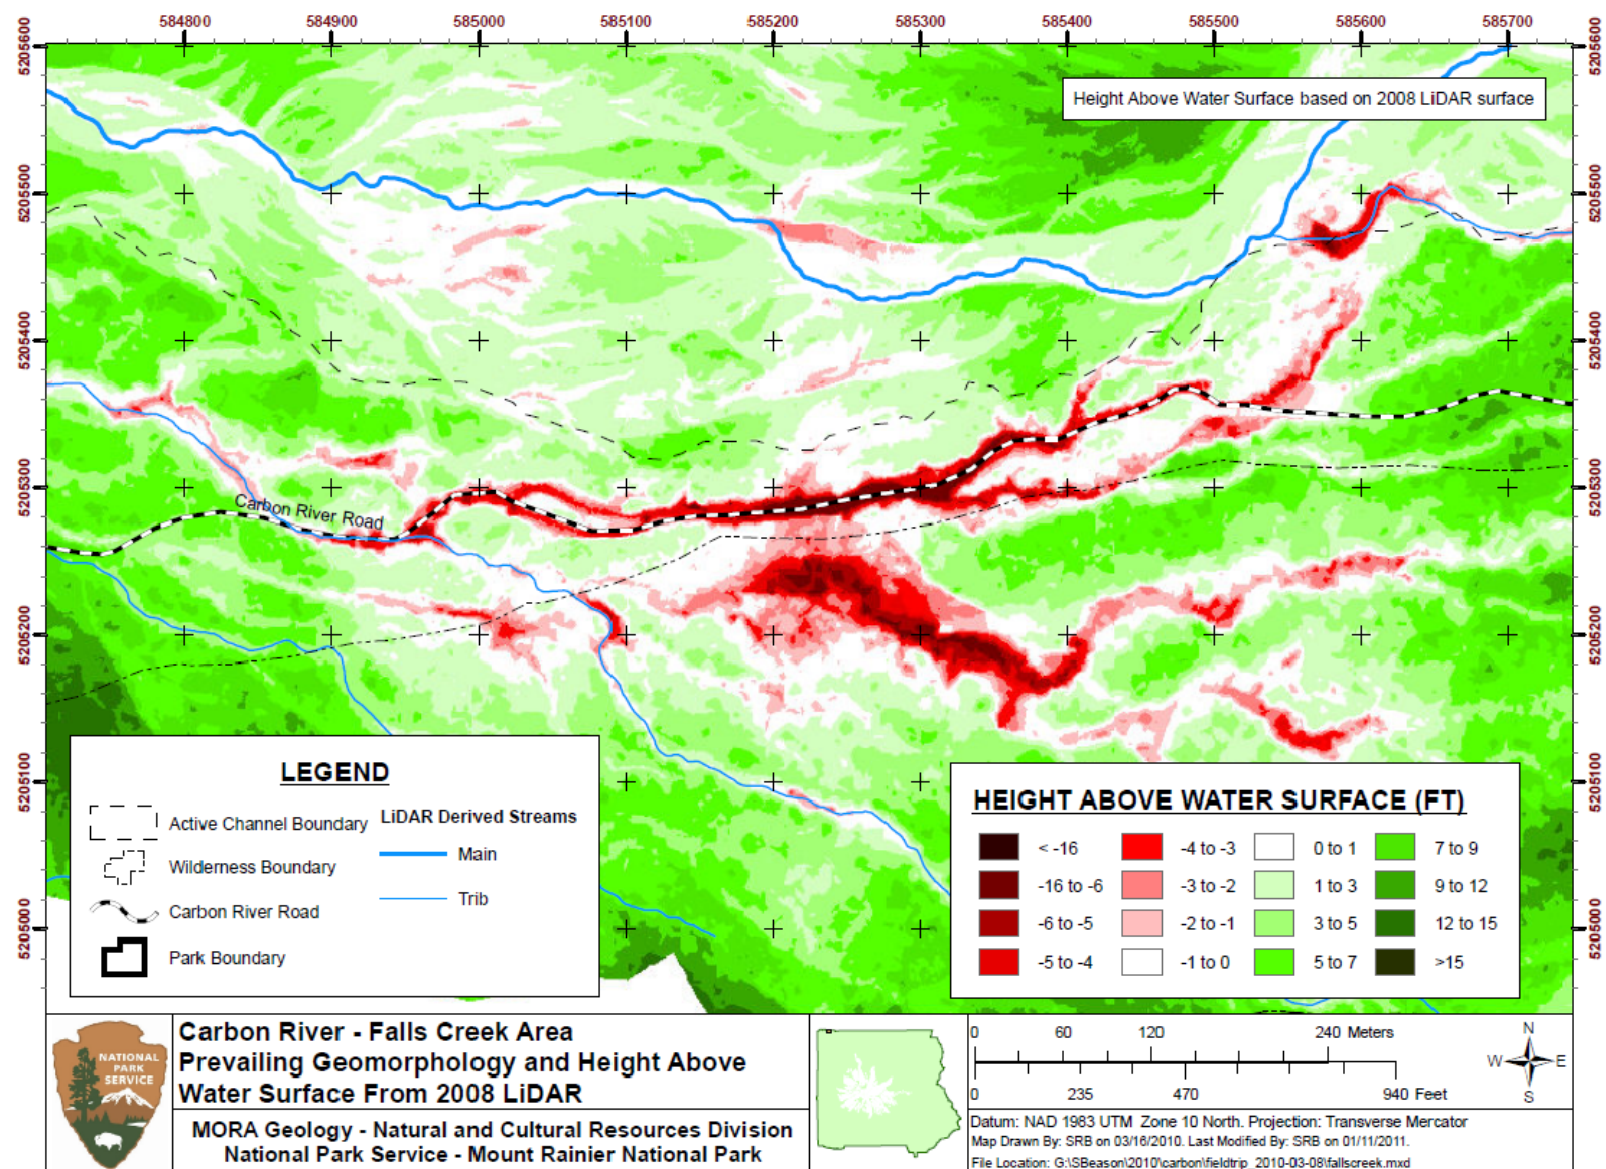 584800 584900 585000 585100 585200 585300 585400 585500 585600 585700
5205600 5205600
Height Above Water Surface based on 2008 LiDAR surface
5205500 5205500
5205400 5205400
5205300 5205300
Carbon River Road
5205200 5205200
5205100 5205100
5205000 5205000
LEGEND
Active Channel Boundary
Wilderness Boundary
Carbon River Road
Park Boundary
LiDAR Derived Streams
Main
Trib
HEIGHT ABOVE WATER SURFACE (FT)
< -16 -4 to -3 0 to 1 7 to 9
-16 to -6 -3 to -2 1 to 3 9 to 12
-6 to -5 -2 to -1 3 to 5 12 to 15
-5 to -4 -1 to 0 5 to 7 >15
NATIONAL
PARK
SERVICE
Carbon River - Falls Creek Area
Prevailing Geomorphology and Height Above
Water Surface From 2008 LiDAR
MORA Geology - Natural and Cultural Resources Division
National Park Service - Mount Rainier National Park
0 60 120 240 Meters
0 235 470 940 Feet
N
W E
S
Datum: NAD 1983 UTM Zone 10 North. Projection: Transverse Mercator
Map Drawn By: SRB on 03/16/2010. Last Modified By: SRB on 01/11/2011.
File Location: G:\SBeason\2010\carbon\fieldtrip_2010-03-08\fallscreek.mxd